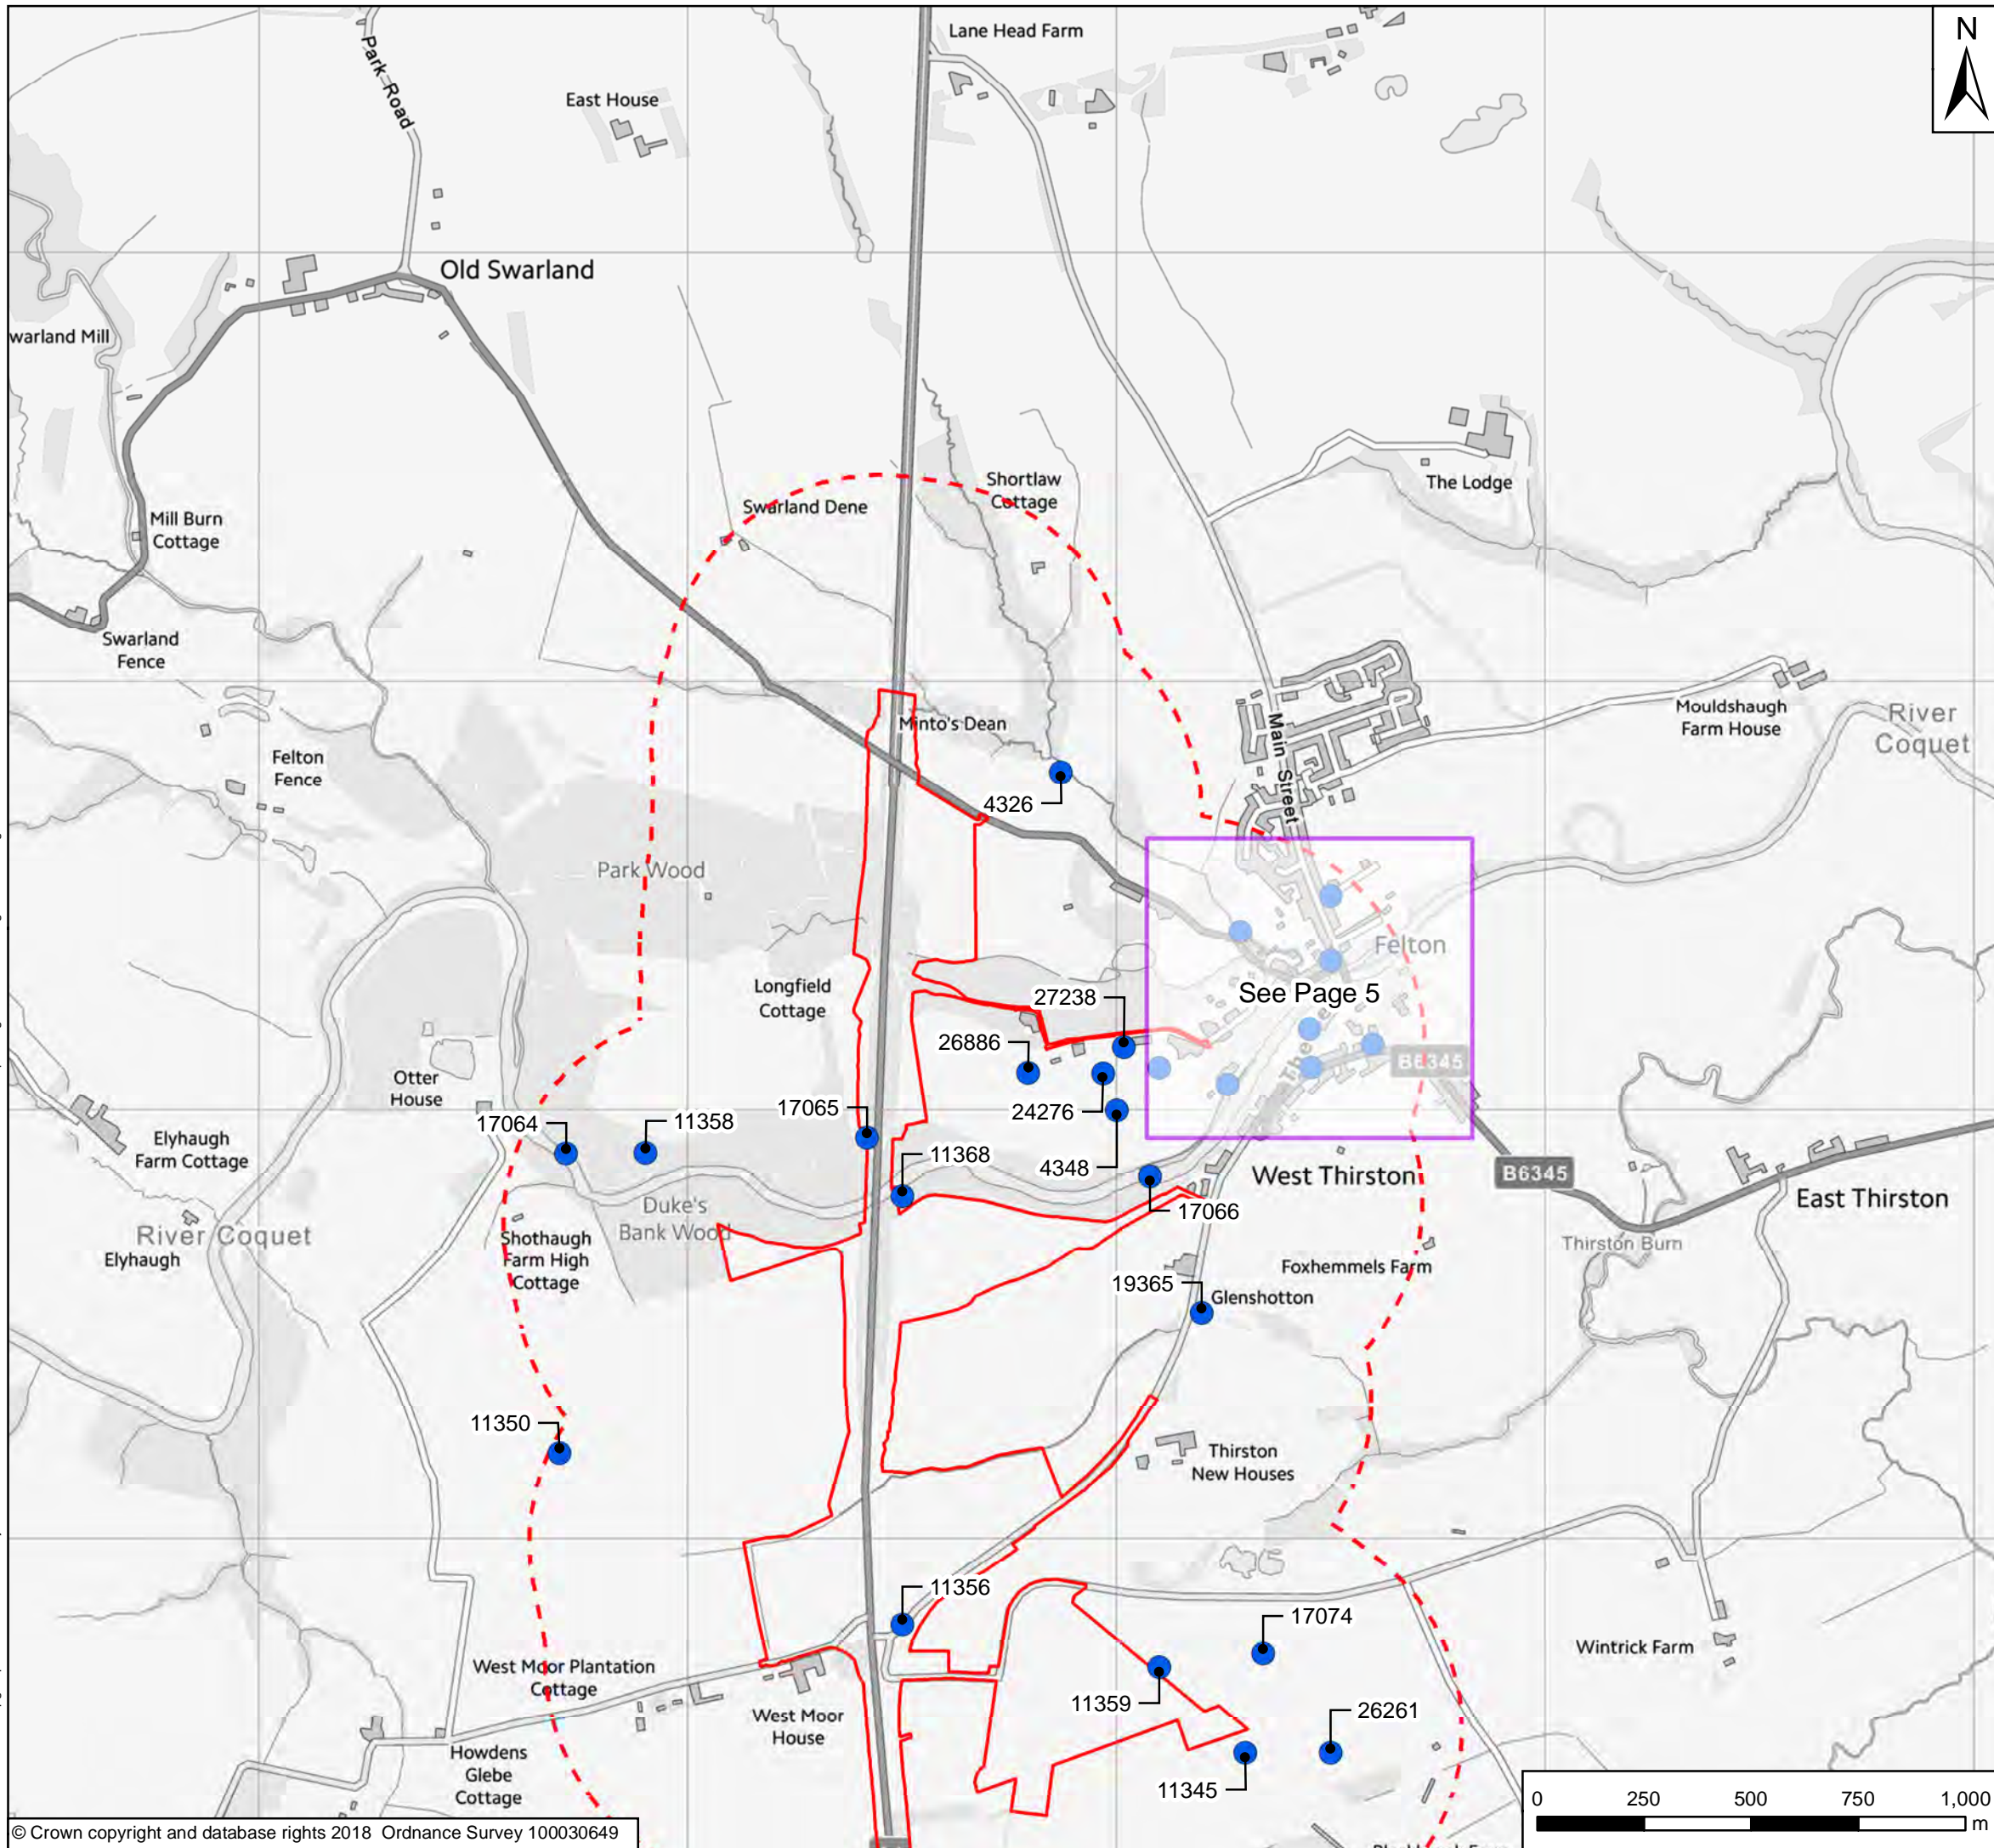 Lane Head Farm
N
Park Road
East House
Old Swarland
warland Mill
Shortlaw
Cottage
Swarland Dene
The Lodge
Mill Burn
Cottage
Swarland
Fence
Minto's Dean
Main Street
Mouldshaugh
Farm House
River
Coquet
Felton
Fence
4326
Park Wood
Felton
Longfield
Cottage
27238
See Page 5
26886
B6345
Otter
House
17065
24276
17064
11358
Elyhaugh
Farm Cottage
11368
4348
West Thirston
B6345
East Thirston
Duke's
Bank Wood
17066
River Coquet
Elyhaugh
Shothaugh
Farm High
Cottage
Thirston Burn
Foxhemmels Farm
19365
Glenshotton
11350
Thirston
New Houses
11356
17074
Wintrick Farm
West Moor Plantation
Cottage
11359
26261
West Moor
House
Howdens
Glebe
Cottage
11345
0 250 500 750 1,000
m
© Crown copyright and database rights 2018 Ordnance Survey 100030649